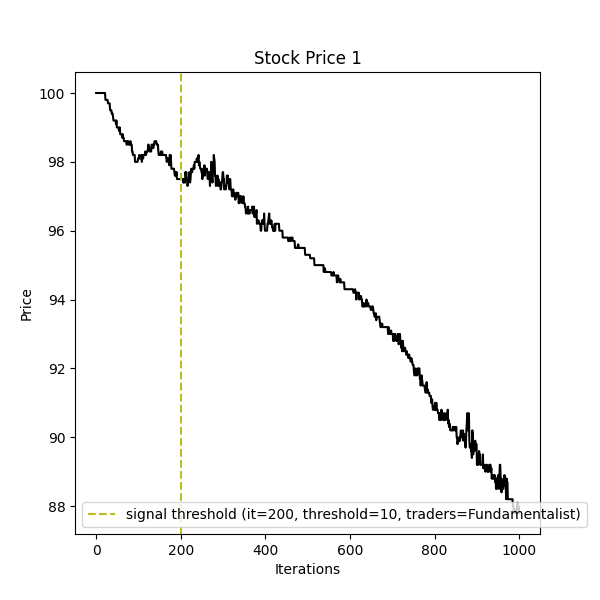 Stock Price 1
100
98
96
94
92
90
88
Price
signal threshold (it=200, threshold=10, traders=Fundamentalist)
0 200 400 600 800 1000
Iterations